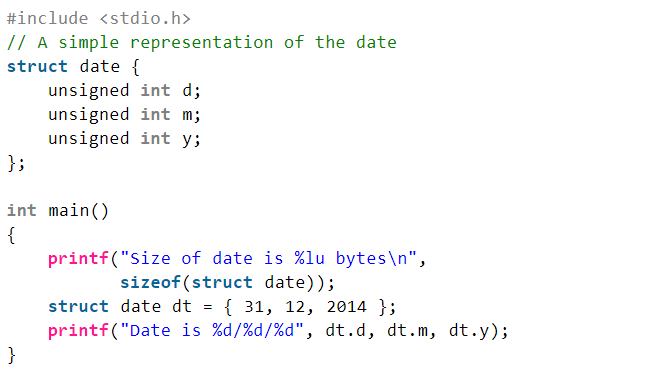 #include <stdio.h>
// A simple representation of the date
struct date {
    unsigned int d;
    unsigned int m;
    unsigned int y;
};

int main()
{
    printf("Size of date is %lu bytes\n",
           sizeof(struct date));
    struct date dt = { 31, 12, 2014 };
    printf("Date is %d/%d/%d", dt.d, dt.m, dt.y);
}